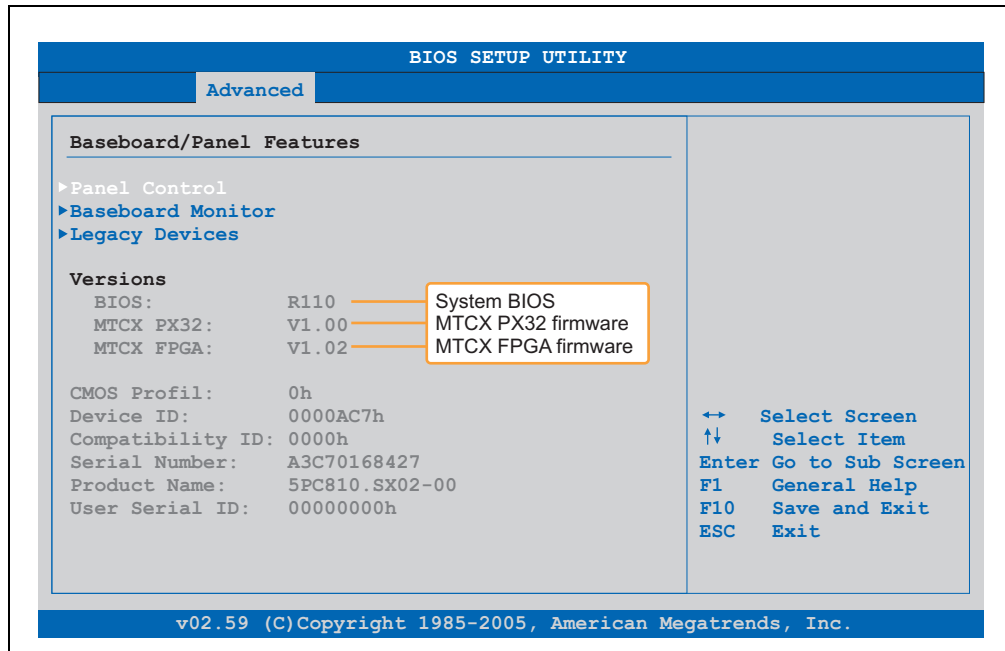 BIOS SETUP UTILITY
Advanced
Baseboard/Panel Features
▶Panel Control
▶Baseboard Monitor
▶Legacy Devices
Versions
BIOS: R110 System BIOS
MTCX PX32: V1.00 MTCX PX32 firmware
MTCX FPGA: V1.02 MTCX FPGA firmware
CMOS Profil: 0h
Device ID: 0000AC7h
Compatibility ID: 0000h
Serial Number: A3C70168427
Product Name: 5PC810.SX02-00
User Serial ID: 00000000h
↔ Select Screen
↑↓ Select Item
Enter Go to Sub Screen
F1 General Help
F10 Save and Exit
ESC Exit
v02.59 (C)Copyright 1985-2005, American Megatrends, Inc.